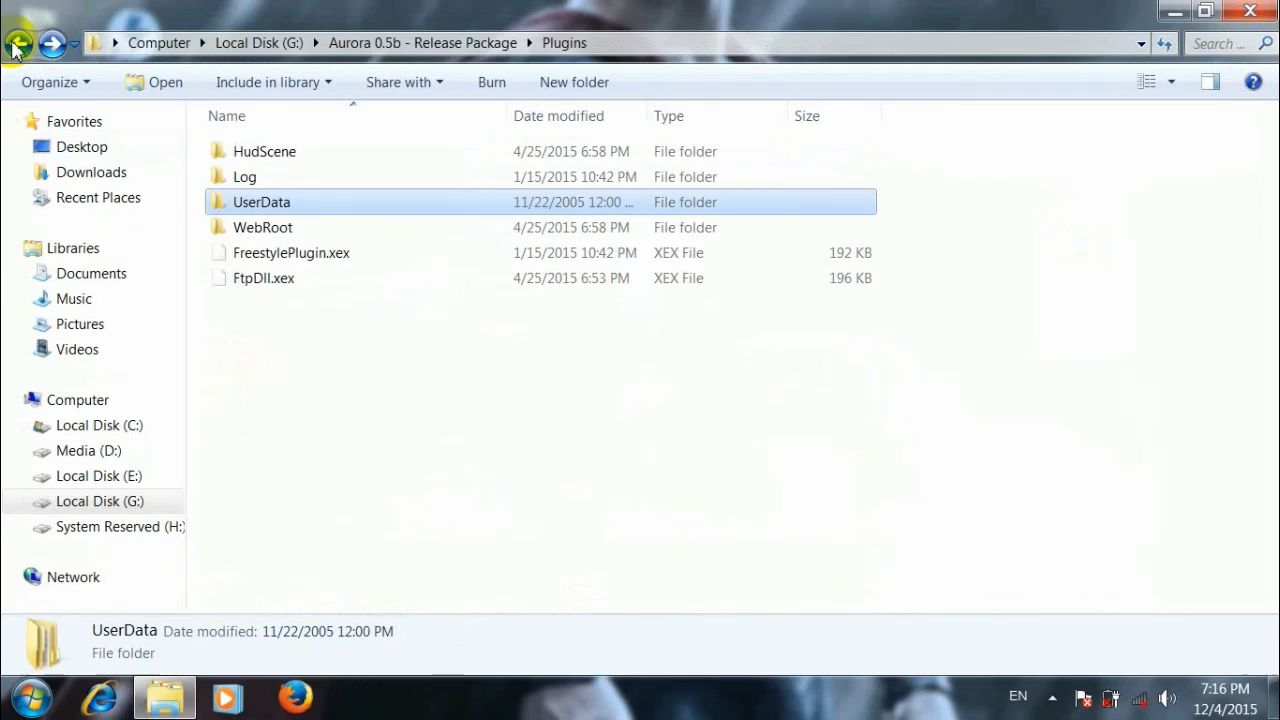 Computer Local Disk (G:) Aurora 0.5b - Release Package Plugins Search ...
Organize Open Include in library Share with Burn New folder
Name Date modified Type Size
Favorites
Desktop
Downloads
Recent Places
Libraries
Documents
Music
Pictures
Videos
Computer
Local Disk (C:)
Media (D:)
Local Disk (E:)
Local Disk (G:)
System Reserved (H:)
Network
HudScene 4/25/2015 6:58 PM File folder
Log 1/15/2015 10:42 PM File folder
UserData 11/22/2005 12:00 ... File folder
WebRoot 4/25/2015 6:58 PM File folder
FreestylePlugin.xex 1/15/2015 10:42 PM XEX File 192 KB
FtpDll.xex 4/25/2015 6:53 PM XEX File 196 KB
UserData Date modified: 11/22/2005 12:00 PM
File folder
EN
7:16 PM
12/4/2015